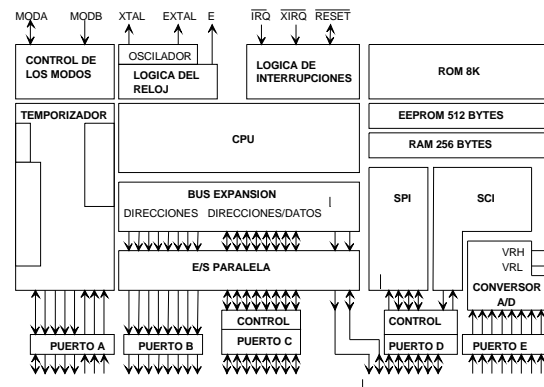 MODA MODB XTAL EXTAL E IRQ XIRQ RESET
CONTROL DE
LOS MODOS
OSCILADOR
LOGICA DEL
RELOJ
LOGICA DE
INTERRUPCIONES
ROM 8K
TEMPORIZADOR
CPU
EEPROM 512 BYTES
RAM 256 BYTES
BUS EXPANSION
DIRECCIONES DIRECCIONES/DATOS
SPI
SCI
E/S PARALELA
VRH
VRL
CONVERSOR
A/D
CONTROL
CONTROL
PUERTO A
PUERTO B
PUERTO C
PUERTO D
PUERTO E